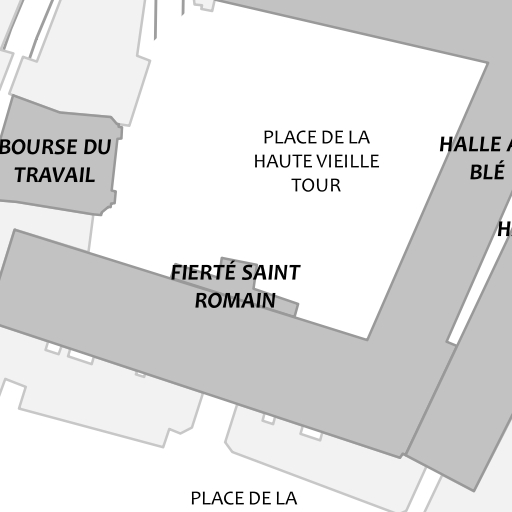 PLACE DE LA
HAUTE VIEILLE
TOUR
BOURSE DU
TRAVAIL
HALLE A
BLÉ
H
FIERTÉ SAINT
ROMAIN
PLACE DE LA